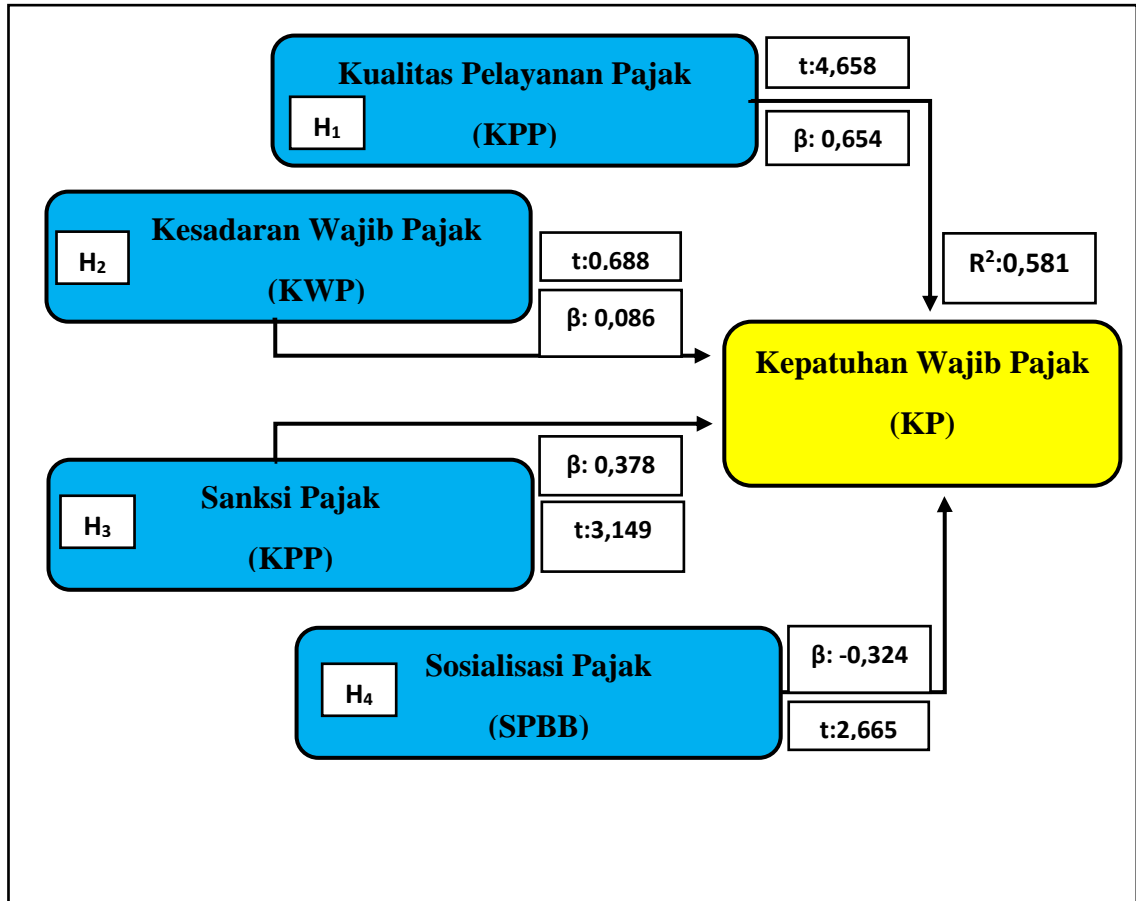 Kualitas Pelayanan Pajak
(KPP)
H₁
t:4,658
β: 0,654
Kesadaran Wajib Pajak
(KWP)
H₂
t:0,688
β: 0,086
R²:0,581
Kepatuhan Wajib Pajak
(KP)
Sanksi Pajak
(KPP)
H₃
β: 0,378
t:3,149
Sosialisasi Pajak
(SPBB)
H₄
β: -0,324
t:2,665